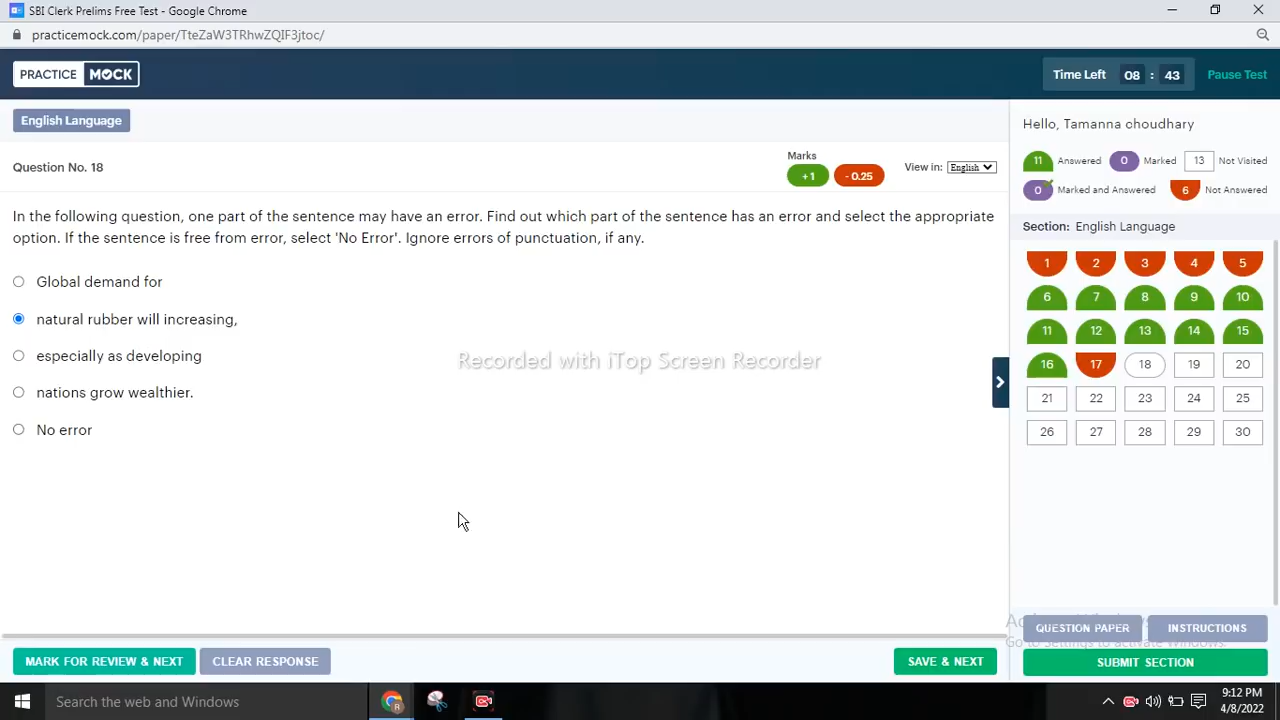 SBI Clerk Prelims Free Test - Google Chrome
practicemock.com/paper/TteZaW3TRhwZQIF3jtoc/
PRACTICE MOCK
Time Left 08 : 43 Pause Test
English Language
Hello, Tamanna choudhary
Question No. 18
Marks
+ 1 - 0.25
View in: English
11 Answered 0 Marked 13 Not Visited
0 Marked and Answered 6 Not Answered
In the following question, one part of the sentence may have an error. Find out which part of the sentence has an error and select the appropriate
option. If the sentence is free from error, select 'No Error'. Ignore errors of punctuation, if any.
Section: English Language
Global demand for
natural rubber will increasing,
especially as developing
nations grow wealthier.
No error
Recorded with iTop Screen Recorder
1 2 3 4 5
6 7 8 9 10
11 12 13 14 15
16 17 18 19 20
21 22 23 24 25
26 27 28 29 30
QUESTION PAPER INSTRUCTIONS
Go to Settings to activate Windows.
MARK FOR REVIEW & NEXT CLEAR RESPONSE SAVE & NEXT SUBMIT SECTION
Search the web and Windows
9:12 PM
4/8/2022